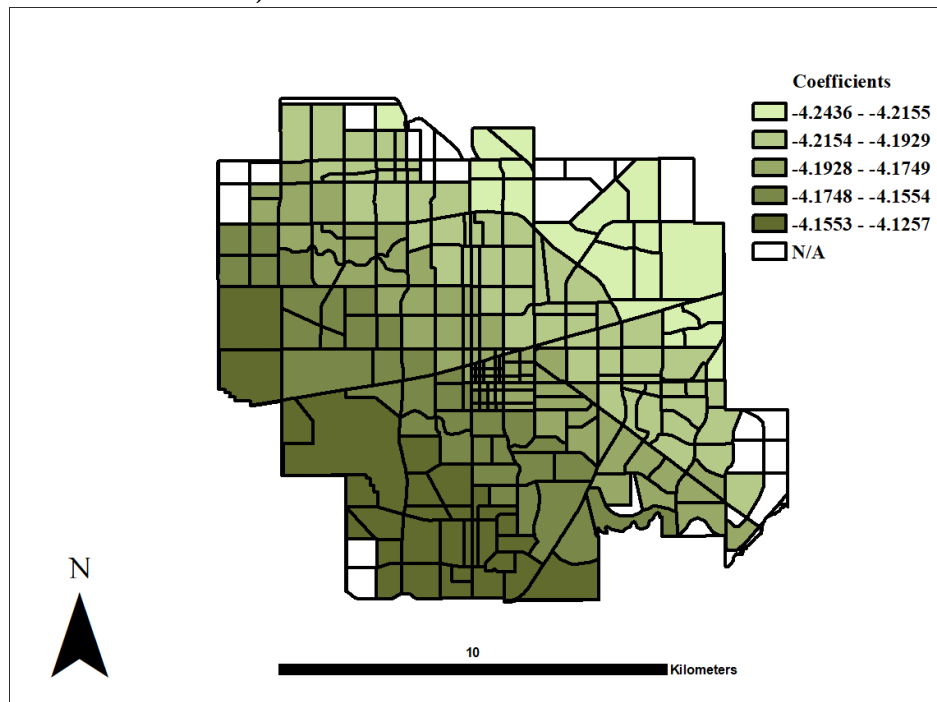 )
Coefficients
-4.2436 - -4.2155
-4.2154 - -4.1929
-4.1928 - -4.1749
-4.1748 - -4.1554
-4.1553 - -4.1257
N/A
N
10
Kilometers